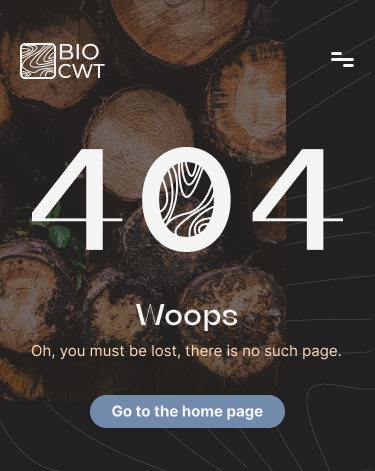 BIO
CWT
404
Woops
Oh, you must be lost, there is no such page.
Go to the home page